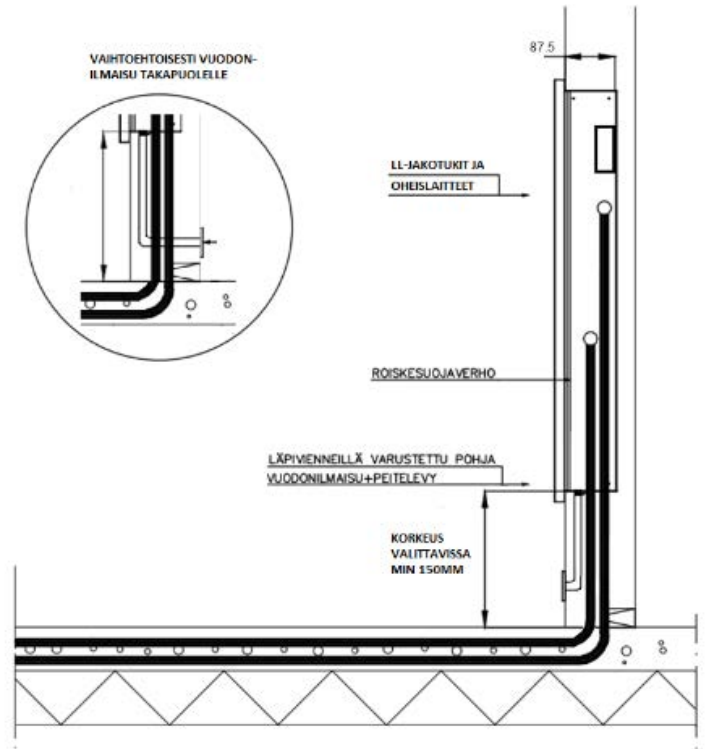 VAIHTOEHTOISESTI VUODON-
ILMAISU TAKAPUOLELLE
87.5
LL-JAKOTUKIT JA
OHEISLAITTEET
ROISKESUOJAVERHO
LÄPIVIENNEILLÄ VARUSTETTU POHJA
VUODONILMAISU+PEITELEVY
KORKEUS
VALITTAVISSA
MIN 150MM